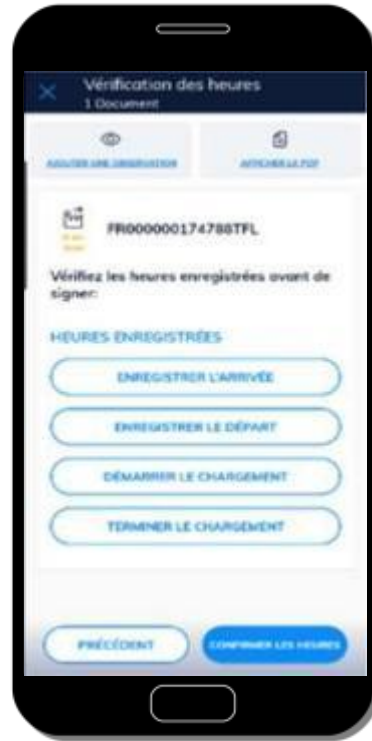 Vérification des heures
1 Document
AJOUTER UNE OBSERVATION
AFFICHER LE PDF
FR000000174788TFL
Vérifiez les heures enregistrées avant de
signer:
HEURES ENREGISTRÉES
ENREGISTRER L'ARRIVÉE
ENREGISTRER LE DÉPART
DÉMARRER LE CHARGEMENT
TERMINER LE CHARGEMENT
PRÉCÉDENT
CONFIRMER LES HEURES